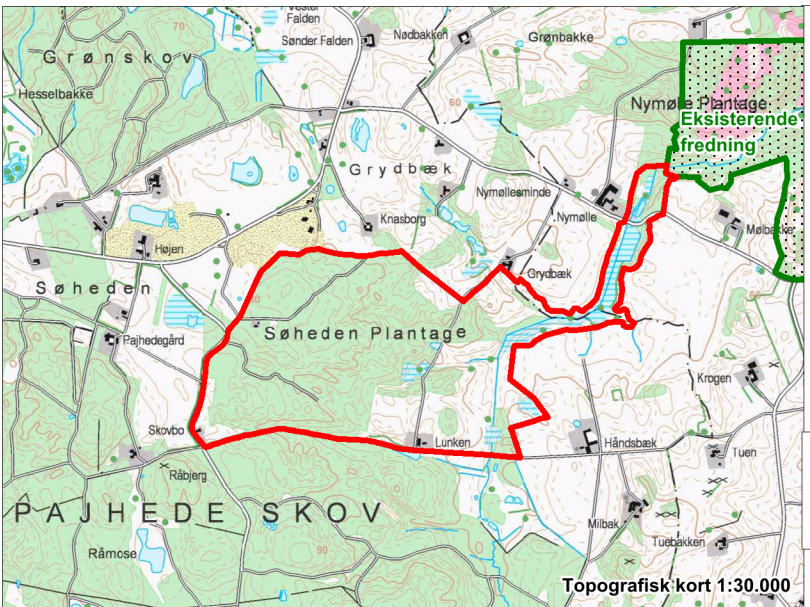 Vester
Falden
Sønder Falden
Nødbakken
Grønbakke
70
Grønskov
Hesselbakke
60
Nymølle Plantage
Eksisterende
fredning
Grydbæk
Nymøllesminde
Nymølle
Knasborg
Mølbakke
Højen
Grydbæk
Søheden
Søheden Plantage
Pajhedegård
Krogen
Skovbo
Lunken
Håndsbæk
Tuen
Råbjerg
PAJHEDE SKOV
Milbak
Tuebakken
Råmose
90
Topografisk kort 1:30.000